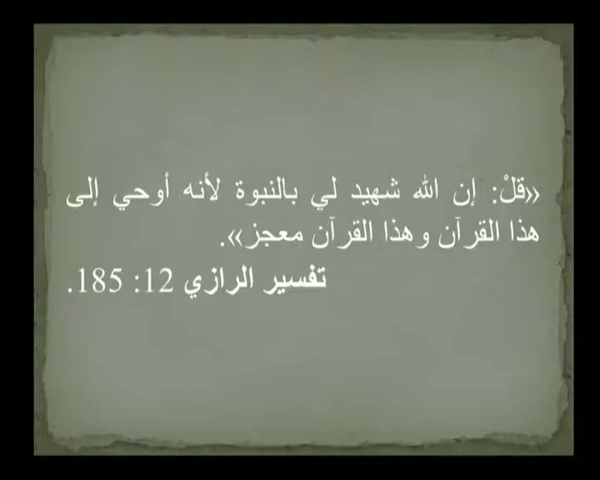 «قلْ: إن الله شهيد لي بالنبوة لأنه أوحي إلى
هذا القرآن وهذا القرآن معجز».
تفسير الرازي 12: 185.